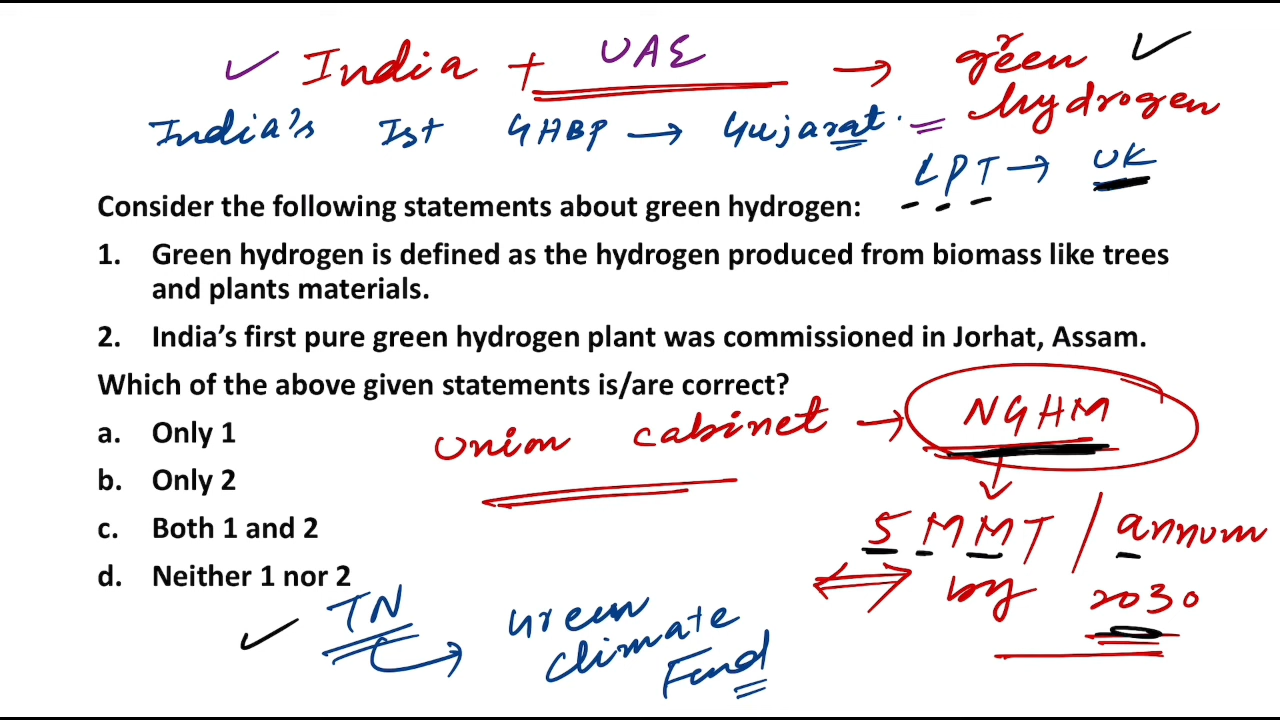 ✓ India + UAE → green hydrogen ✓
India's Ist GHBP → Gujarat. =
LPT → UK
Consider the following statements about green hydrogen:
1. Green hydrogen is defined as the hydrogen produced from biomass like trees
and plants materials.
2. India's first pure green hydrogen plant was commissioned in Jorhat, Assam.
Which of the above given statements is/are correct?
a. Only 1
Union cabinet → NGHM
b. Only 2
c. Both 1 and 2
5 MMT / annum
d. Neither 1 nor 2
by 2030
✓ TN → Green
Climate
Fund